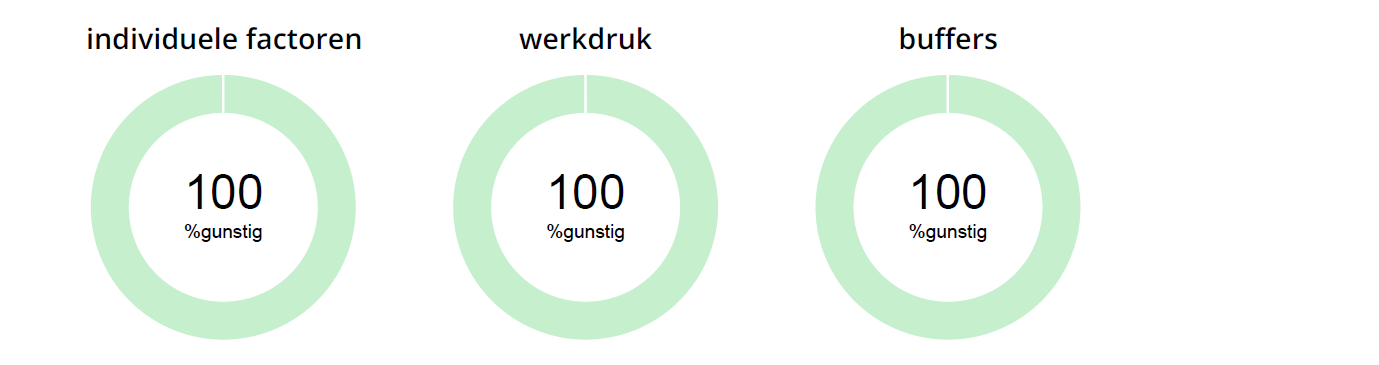 individuele factoren
werkdruk
buffers
100
%gunstig
100
%gunstig
100
%gunstig